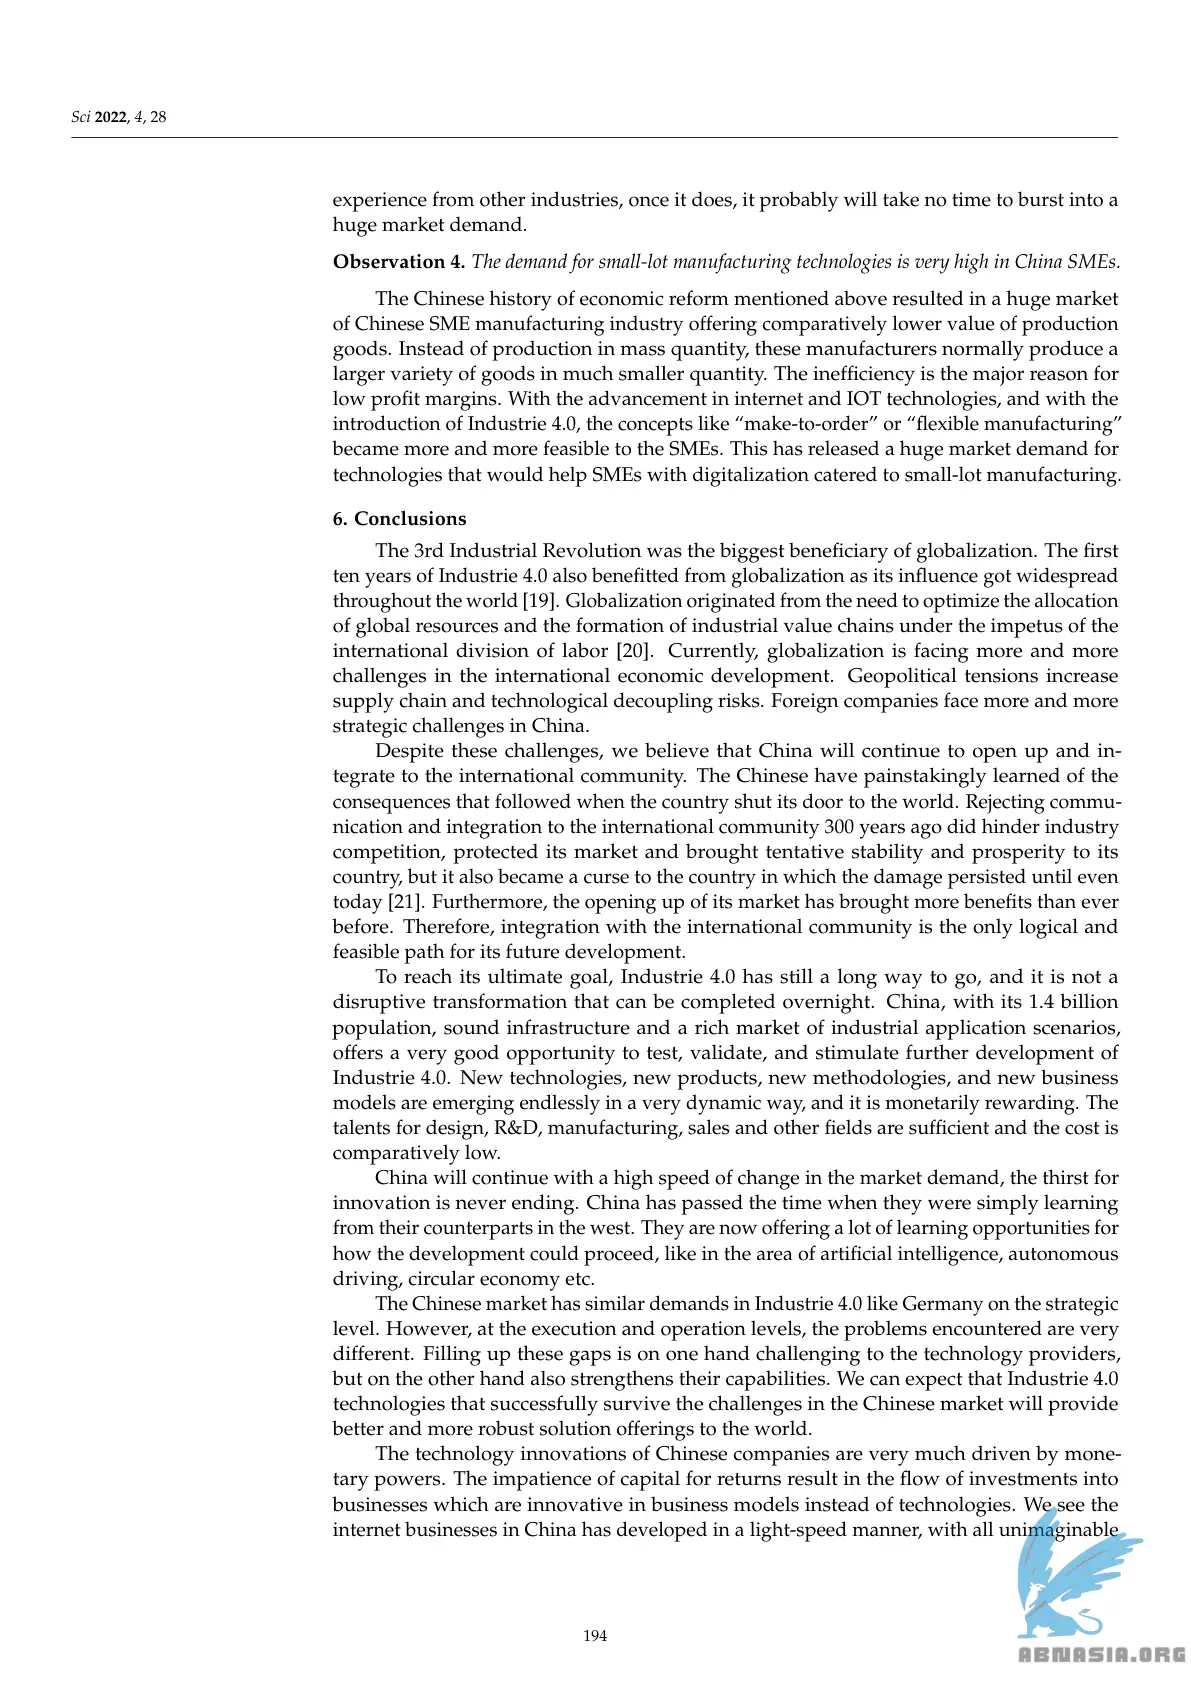 Sci 2022, 4, 28
experience from other industries, once it does, it probably will take no time to burst into a
huge market demand.
Observation 4. The demand for small-lot manufacturing technologies is very high in China SMEs.
The Chinese history of economic reform mentioned above resulted in a huge market
of Chinese SME manufacturing industry offering comparatively lower value of production
goods. Instead of production in mass quantity, these manufacturers normally produce a
larger variety of goods in much smaller quantity. The inefficiency is the major reason for
low profit margins. With the advancement in internet and IOT technologies, and with the
introduction of Industrie 4.0, the concepts like “make-to-order” or “flexible manufacturing”
became more and more feasible to the SMEs. This has released a huge market demand for
technologies that would help SMEs with digitalization catered to small-lot manufacturing.
6. Conclusions
The 3rd Industrial Revolution was the biggest beneficiary of globalization. The first
ten years of Industrie 4.0 also benefitted from globalization as its influence got widespread
throughout the world [19]. Globalization originated from the need to optimize the allocation
of global resources and the formation of industrial value chains under the impetus of the
international division of labor [20]. Currently, globalization is facing more and more
challenges in the international economic development. Geopolitical tensions increase
supply chain and technological decoupling risks. Foreign companies face more and more
strategic challenges in China.
Despite these challenges, we believe that China will continue to open up and in-
tegrate to the international community. The Chinese have painstakingly learned of the
consequences that followed when the country shut its door to the world. Rejecting commu-
nication and integration to the international community 300 years ago did hinder industry
competition, protected its market and brought tentative stability and prosperity to its
country, but it also became a curse to the country in which the damage persisted until even
today [21]. Furthermore, the opening up of its market has brought more benefits than ever
before. Therefore, integration with the international community is the only logical and
feasible path for its future development.
To reach its ultimate goal, Industrie 4.0 has still a long way to go, and it is not a
disruptive transformation that can be completed overnight. China, with its 1.4 billion
population, sound infrastructure and a rich market of industrial application scenarios,
offers a very good opportunity to test, validate, and stimulate further development of
Industrie 4.0. New technologies, new products, new methodologies, and new business
models are emerging endlessly in a very dynamic way, and it is monetarily rewarding. The
talents for design, R&D, manufacturing, sales and other fields are sufficient and the cost is
comparatively low.
China will continue with a high speed of change in the market demand, the thirst for
innovation is never ending. China has passed the time when they were simply learning
from their counterparts in the west. They are now offering a lot of learning opportunities for
how the development could proceed, like in the area of artificial intelligence, autonomous
driving, circular economy etc.
The Chinese market has similar demands in Industrie 4.0 like Germany on the strategic
level. However, at the execution and operation levels, the problems encountered are very
different. Filling up these gaps is on one hand challenging to the technology providers,
but on the other hand also strengthens their capabilities. We can expect that Industrie 4.0
technologies that successfully survive the challenges in the Chinese market will provide
better and more robust solution offerings to the world.
The technology innovations of Chinese companies are very much driven by mone-
tary powers. The impatience of capital for returns result in the flow of investments into
businesses which are innovative in business models instead of technologies. We see the
internet businesses in China has developed in a light-speed manner, with all unimaginable
194
ABNASIA.ORG